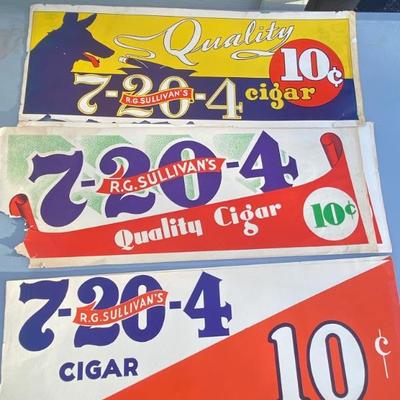 Quality
10¢
7-20-4 cigar
R.G. SULLIVAN'S
7-20-4
R.G. SULLIVAN'S
Quality Cigar 10¢
7-20-4
R.G. SULLIVAN'S
CIGAR
10¢